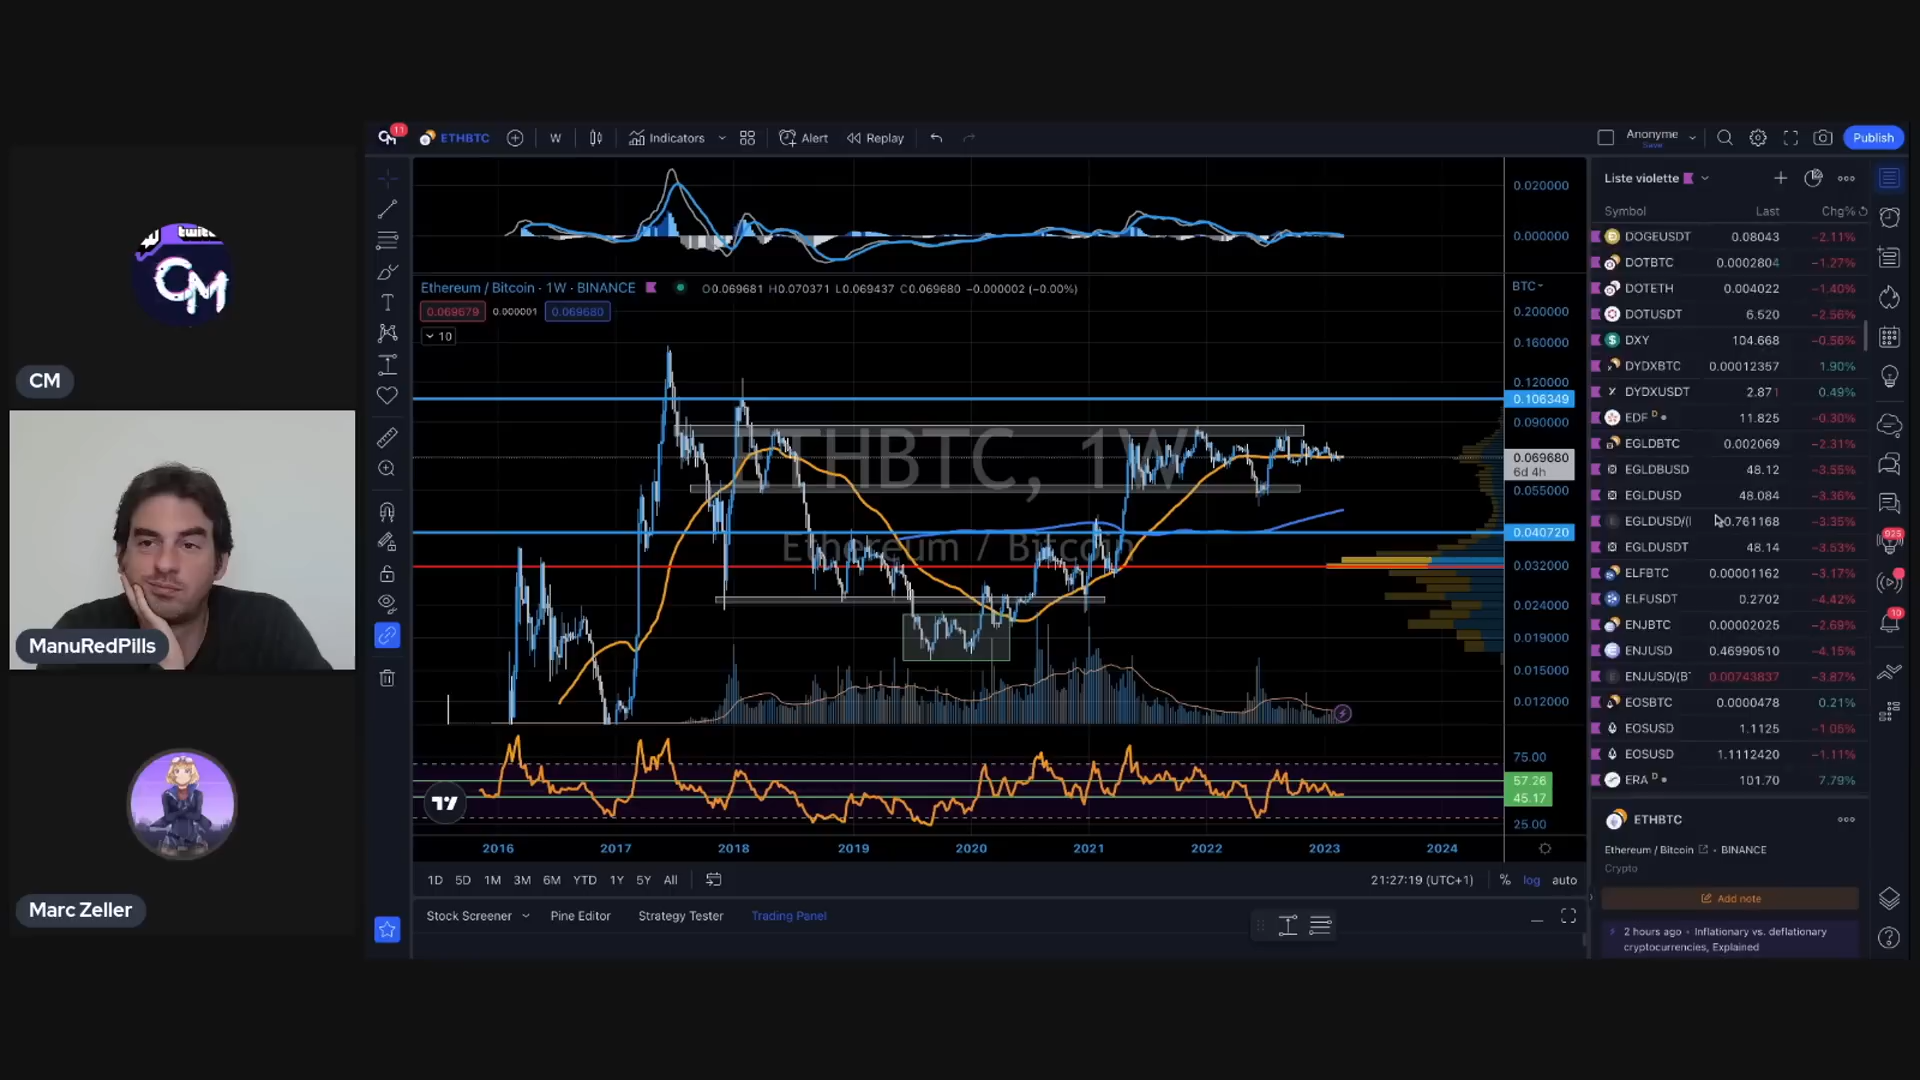 twitc
CM
CM
ManuRedPills
Marc Zeller
11
ETHBTC
W
Indicators
Alert
Replay
Anonyme
Save
Publish
0.020000
0.000000
Ethereum / Bitcoin · 1W · BINANCE
O0.069681 H0.070371 L0.069437 C0.069680 −0.000002 (−0.00%)
BTC
0.069679
0.000001
0.069680
10
0.200000
0.160000
0.120000
0.106349
0.090000
0.069680
6d 4h
0.055000
0.040720
0.032000
0.024000
0.019000
0.015000
0.012000
ETHBTC, 1W
Ethereum / Bitcoin
75.00
57.26
45.17
25.00
2016 2017 2018 2019 2020 2021 2022 2023 2024
1D 5D 1M 3M 6M YTD 1Y 5Y All
21:27:19 (UTC+1)
% log auto
Stock Screener
Pine Editor
Strategy Tester
Trading Panel
Liste violette
Symbol Last Chg%
DOGEUSDT 0.08043 −2.11%
DOTBTC 0.0002804 −1.27%
DOTETH 0.004022 −1.40%
DOTUSDT 6.520 −2.56%
DXY 104.668 −0.56%
DYDXBTC 0.00012357 1.90%
DYDXUSDT 2.871 0.49%
EDF D 11.825 −0.30%
EGLDBTC 0.002069 −2.31%
EGLDBUSD 48.12 −3.55%
EGLDUSD 48.084 −3.36%
EGLDUSD/( 0.761168 −3.35%
EGLDUSDT 48.14 −3.53%
ELFBTC 0.00001162 −3.17%
ELFUSDT 0.2702 −4.42%
ENJBTC 0.00002025 −2.69%
ENJUSD 0.46990510 −4.15%
ENJUSD/(B 0.00743837 −3.87%
EOSBTC 0.0000478 0.21%
EOSUSD 1.1125 −1.05%
EOSUSD 1.1112420 −1.11%
ERA D 101.70 7.79%
ETHBTC
Ethereum / Bitcoin • BINANCE
Crypto
Add note
2 hours ago • Inflationary vs. deflationary
cryptocurrencies, Explained
925
10